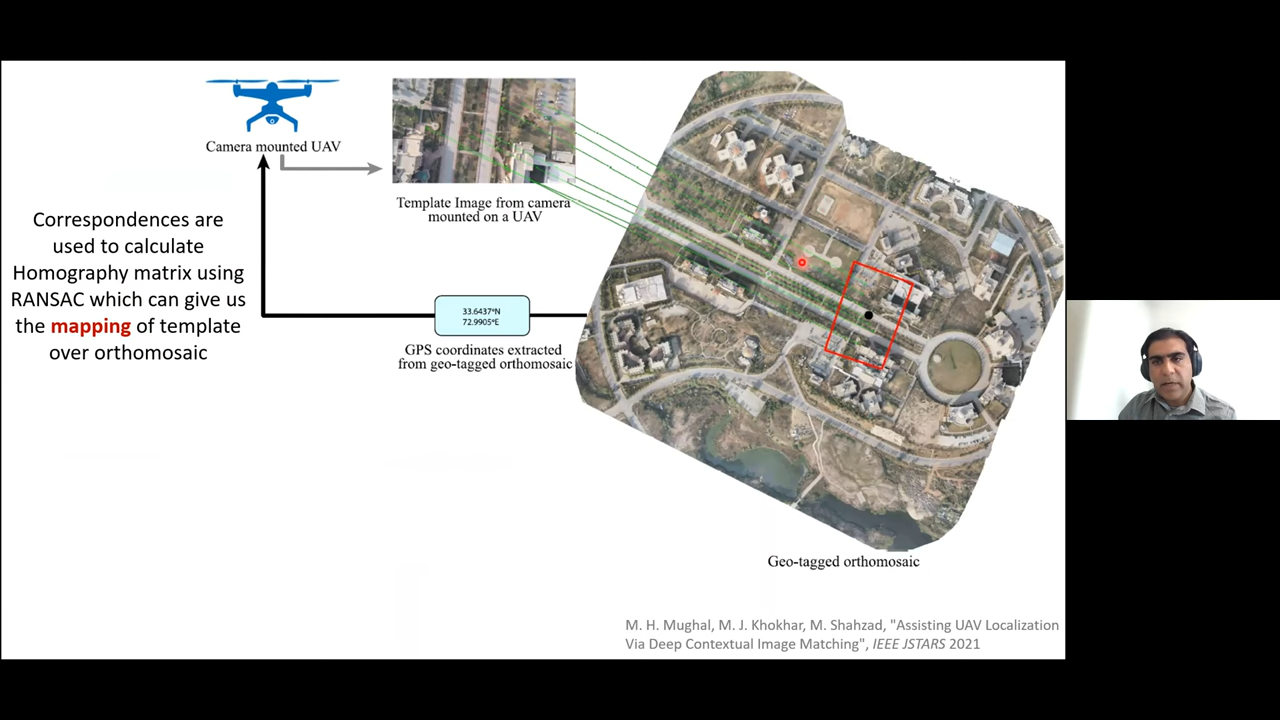 Camera mounted UAV
Template Image from camera
mounted on a UAV
Correspondences are
used to calculate
Homography matrix using
RANSAC which can give us
the mapping of template
over orthomosaic
33.6437°N
72.9905°E
GPS coordinates extracted
from geo-tagged orthomosaic
Geo-tagged orthomosaic
M. H. Mughal, M. J. Khokhar, M. Shahzad, "Assisting UAV Localization
Via Deep Contextual Image Matching", IEEE JSTARS 2021